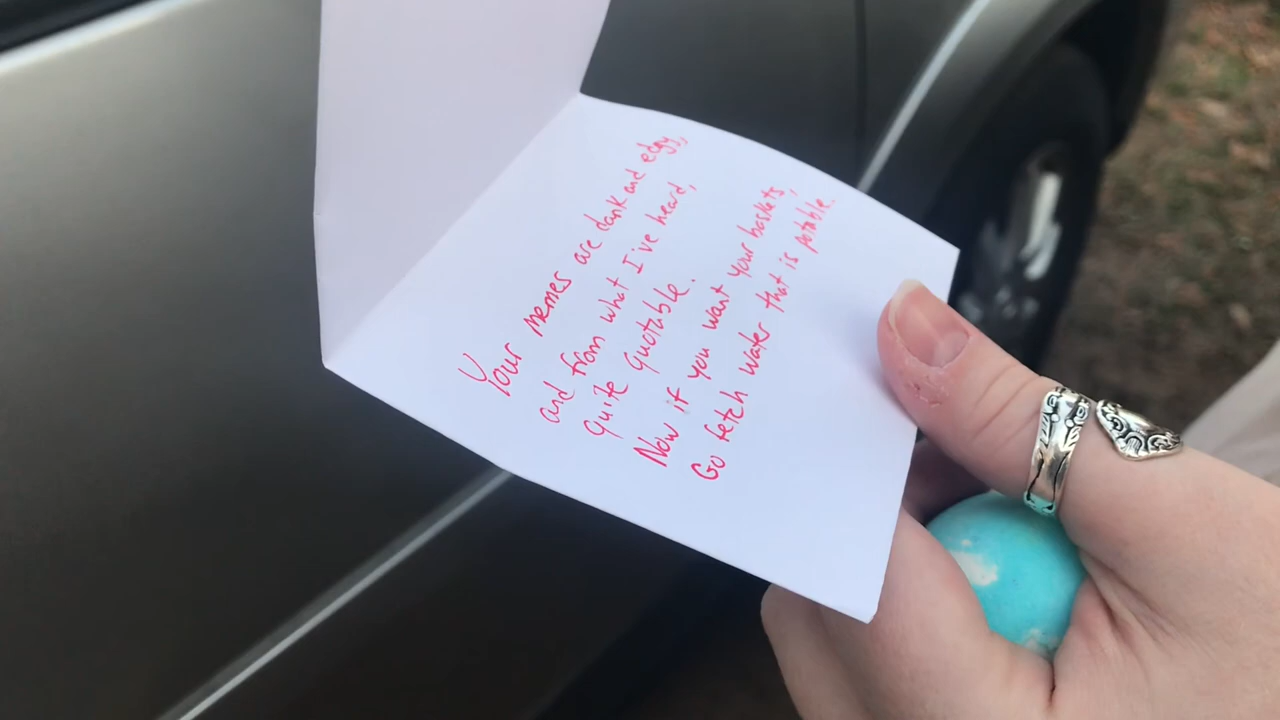 Your memes are dank and edgy,
and from what I've heard,
quite quotable.
Now if you want your baskets,
Go fetch water that is potable.